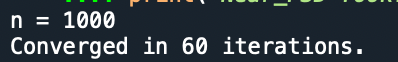 n = 1000
Converged in 60 iterations.